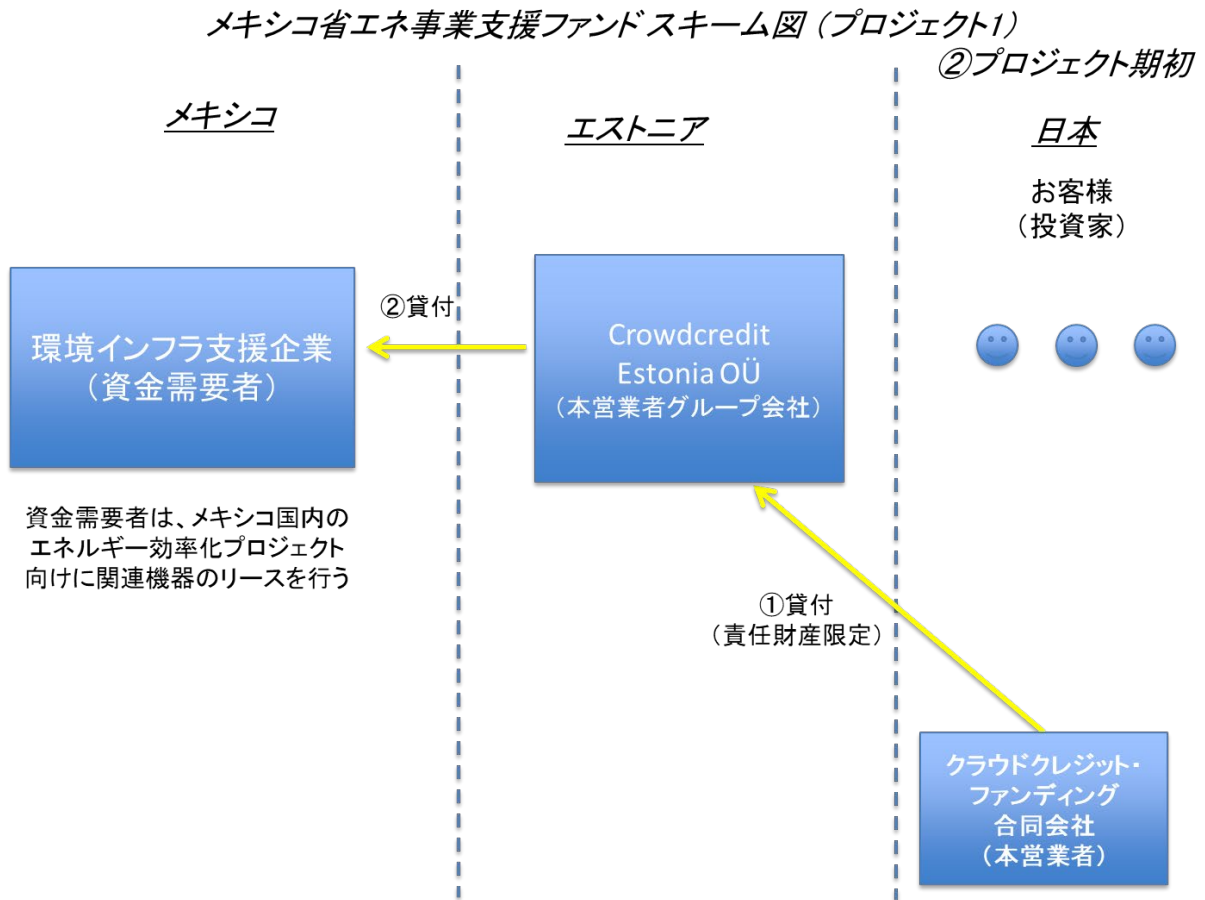 メキシコ省エネ事業支援ファンド スキーム図 （プロジェクト1）
②プロジェクト期初
メキシコ
エストニア
日本
お客様
（投資家）
環境インフラ支援企業
（資金需要者）
②貸付
Crowdcredit
Estonia OÜ
（本営業者グループ会社）
資金需要者は、メキシコ国内の
エネルギー効率化プロジェクト
向けに関連機器のリースを行う
①貸付
（責任財産限定）
クラウドクレジット・
ファンディング
合同会社
（本営業者）